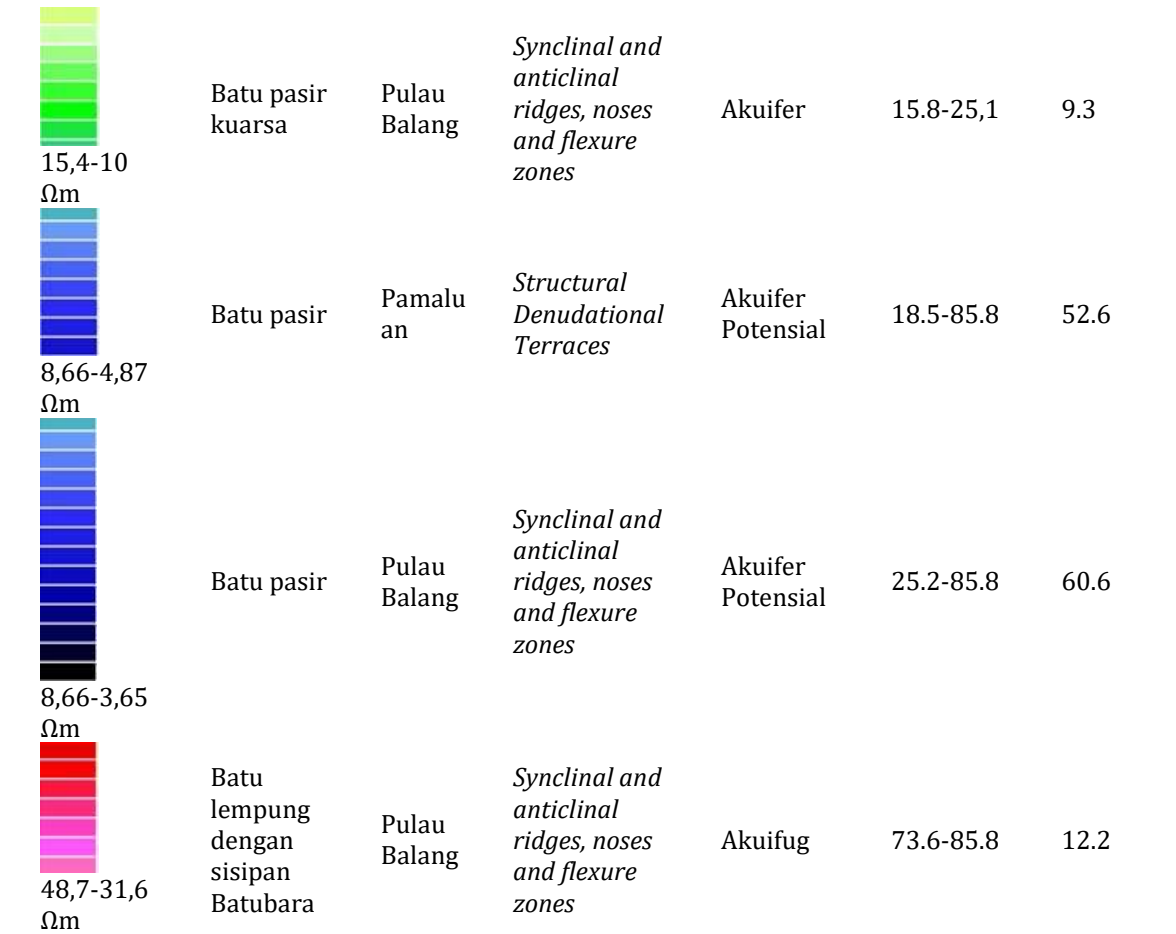 15,4-10
Ωm
Batu pasir
kuarsa
Pulau
Balang
Synclinal and
anticlinal
ridges, noses
and flexure
zones
Akuifer
15.8-25,1
9.3
8,66-4,87
Ωm
Batu pasir
Pamalu
an
Structural
Denudational
Terraces
Akuifer
Potensial
18.5-85.8
52.6
8,66-3,65
Ωm
Batu pasir
Pulau
Balang
Synclinal and
anticlinal
ridges, noses
and flexure
zones
Akuifer
Potensial
25.2-85.8
60.6
48,7-31,6
Ωm
Batu
lempung
dengan
sisipan
Batubara
Pulau
Balang
Synclinal and
anticlinal
ridges, noses
and flexure
zones
Akuifug
73.6-85.8
12.2